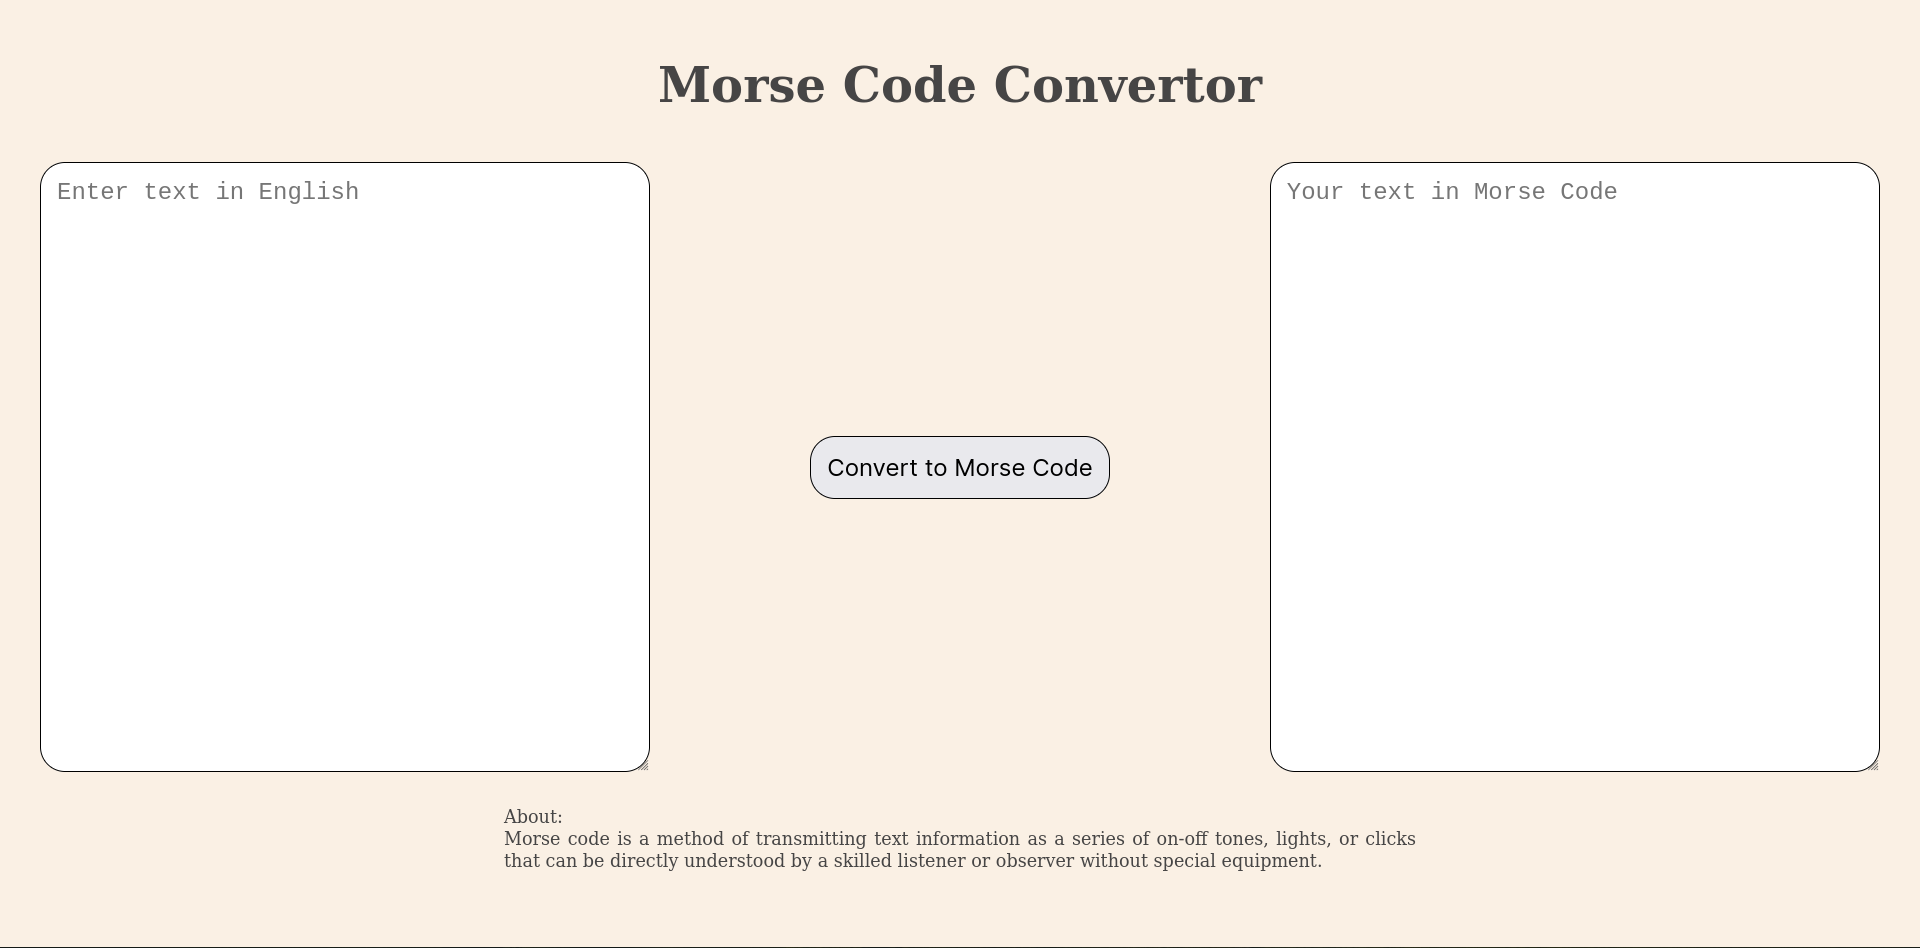 Morse Code Convertor
Enter text in English
Your text in Morse Code
Convert to Morse Code
About:
Morse code is a method of transmitting text information as a series of on-off tones, lights, or clicks
that can be directly understood by a skilled listener or observer without special equipment.